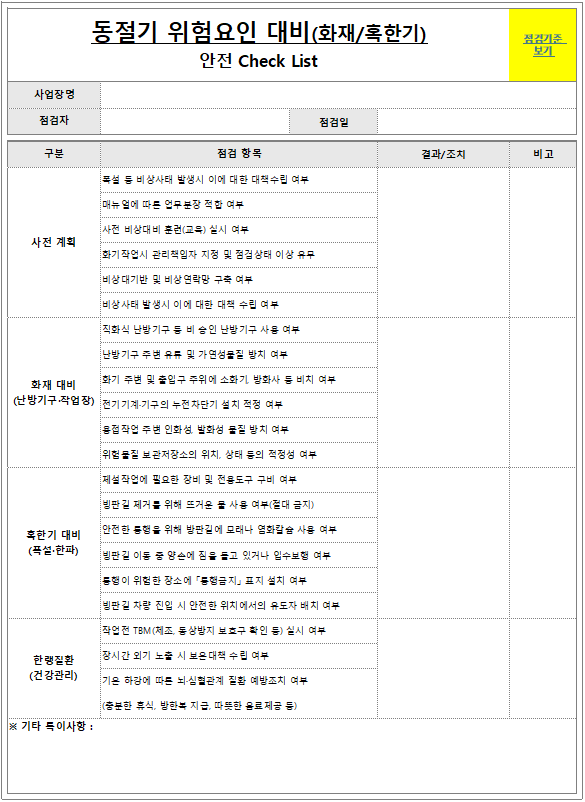 동절기 위험요인 대비(화재/혹한기)
안전 Check List
점검기준
보기
사업장명
점검자
점검일
구분
점검 항목
결과/조치
비고
사전 계획
폭설 등 비상사태 발생시 이에 대한 대책수립 여부
매뉴얼에 따른 업무분장 적합 여부
사전 비상대비 훈련(교육) 실시 여부
화기작업시 관리책임자 지정 및 점검상태 이상 유무
비상대기반 및 비상연락망 구축 여부
비상사태 발생시 이에 대한 대책 수립 여부
화재 대비
(난방기구·작업장)
직화식 난방기구 등 비 승인 난방기구 사용 여부
난방기구 주변 유류 및 가연성물질 방치 여부
화기 주변 및 출입구 주위에 소화기, 방화사 등 비치 여부
전기기계·기구의 누전차단기 설치 적정 여부
용접작업 주변 인화성, 발화성 물질 방치 여부
위험물질 보관저장소의 위치, 상태 등의 적정성 여부
혹한기 대비
(폭설·한파)
제설작업에 필요한 장비 및 전용도구 구비 여부
빙판길 제거를 위해 뜨거운 물 사용 여부(절대 금지)
안전한 통행을 위해 빙판길에 모래나 염화칼슘 사용 여부
빙판길 이동 중 양손에 짐을 들고 있거나 입수보행 여부
통행이 위험한 장소에 「통행금지」 표지 설치 여부
빙판길 차량 진입 시 안전한 위치에서의 유도자 배치 여부
한랭질환
(건강관리)
작업전 TBM(체조, 동상방지 보호구 확인 등) 실시 여부
장시간 외기 노출 시 보온대책 수립 여부
기온 하강에 따른 뇌·심혈관계 질환 예방조치 여부
(충분한 휴식, 방한복 지급, 따뜻한 음료제공 등)
※ 기타 특이사항 :